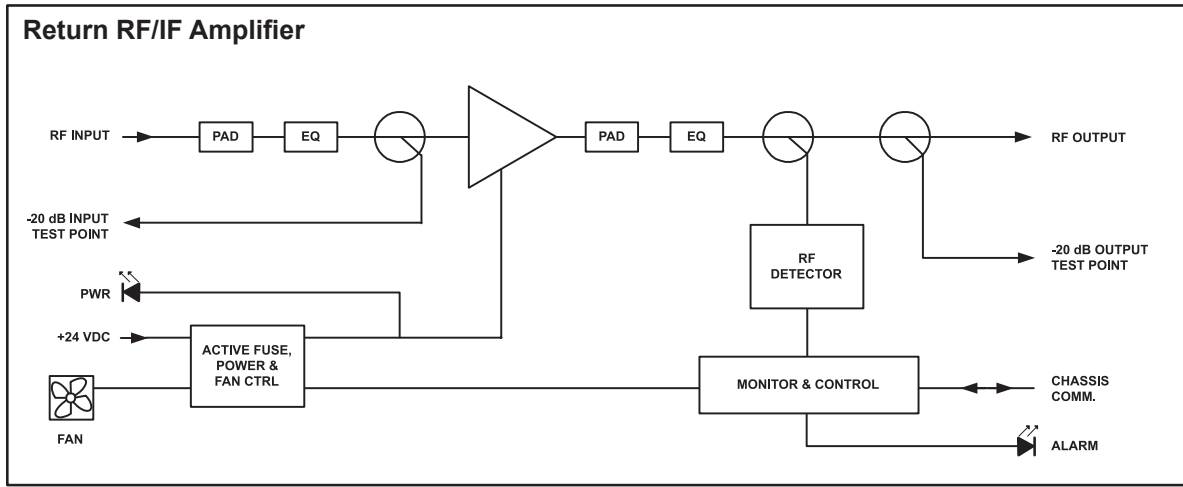 Return RF/IF Amplifier
RF INPUT
PAD
EQ
PAD
EQ
RF OUTPUT
-20 dB INPUT
TEST POINT
RF
DETECTOR
-20 dB OUTPUT
TEST POINT
PWR
+24 VDC
ACTIVE FUSE,
POWER &
FAN CTRL
MONITOR & CONTROL
CHASSIS
COMM.
FAN
ALARM